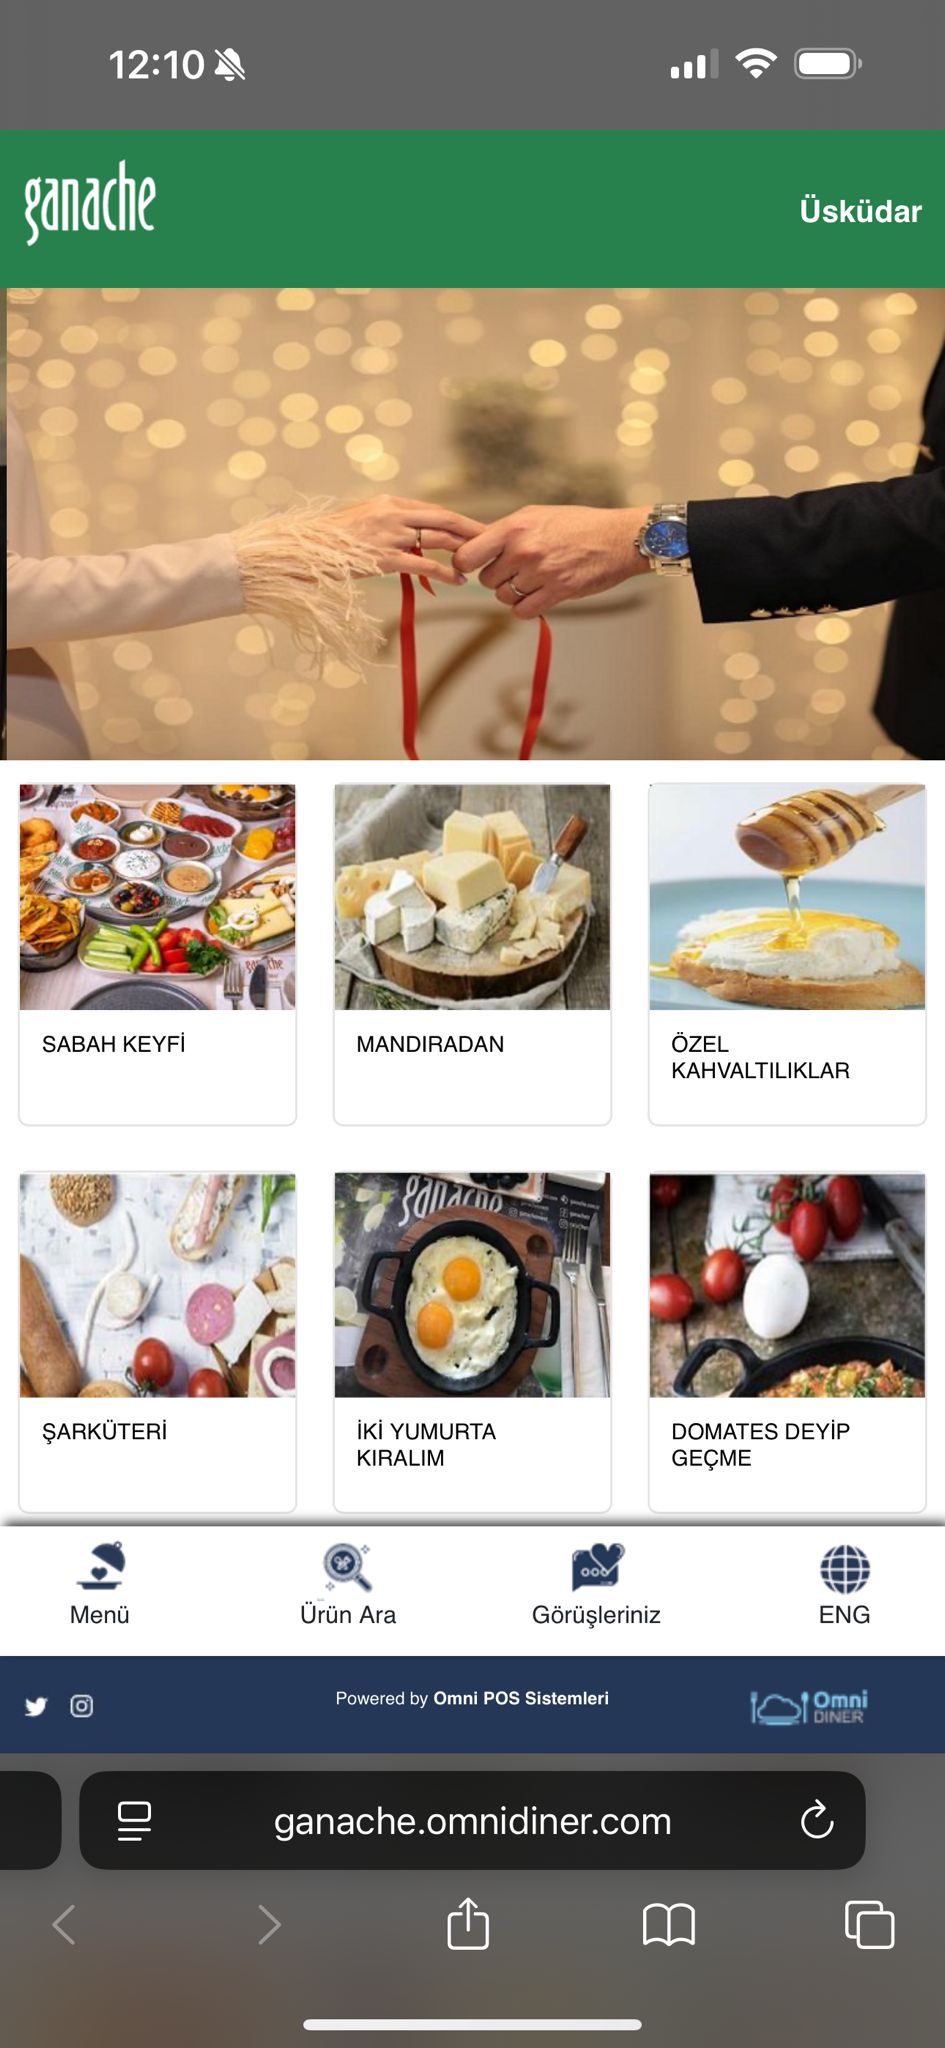 12:10
ganache
Üsküdar
&
SABAH KEYFİ
MANDIRADAN
ÖZEL
KAHVALTILIKLAR
ganache
ŞARKÜTERİ
İKİ YUMURTA
KIRALIM
DOMATES DEYİP
GEÇME
Menü
Ürün Ara
Görüşleriniz
ENG
Powered by Omni POS Sistemleri
Omni
DINER
ganache.omnidiner.com